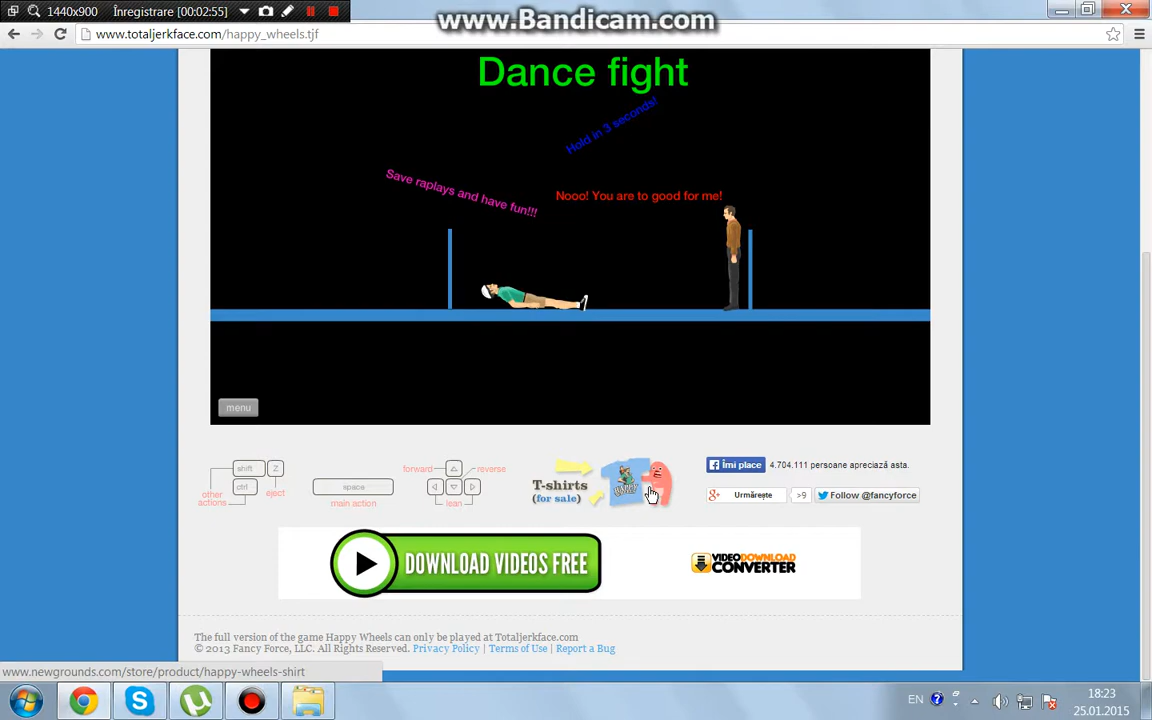 1440x900 Înregistrare [00:02:55]
www.Bandicam.com
www.totaljerkface.com/happy_wheels.tjf
Dance fight
Hold in 3 seconds!
Save raplays and have fun!!!
Nooo! You are to good for me!
menu
shift Z
ctrl
other actions
eject
space
main action
forward
reverse
lean
T-shirts
(for sale)
HAPPY
Îmi place 4.704.111 persoane apreciază asta.
Urmăreşte >9 Follow @fancyforce
DOWNLOAD VIDEOS FREE
VIDEO DOWNLOAD
CONVERTER
The full version of the game Happy Wheels can only be played at Totaljerkface.com
© 2013 Fancy Force, LLC. All Rights Reserved. Privacy Policy | Terms of Use | Report a Bug
www.newgrounds.com/store/product/happy-wheels-shirt
EN
18:23
25.01.2015